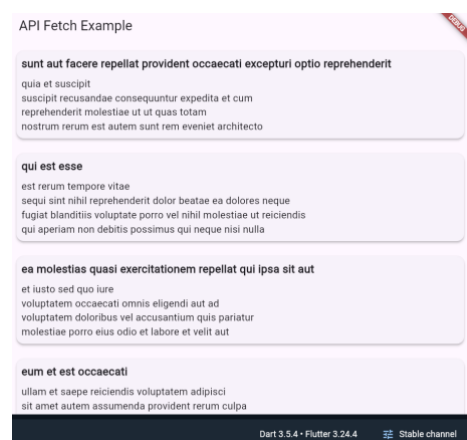 API Fetch Example
DEBUG
sunt aut facere repellat provident occaecati excepturi optio reprehenderit
quia et suscipit
suscipit recusandae consequuntur expedita et cum
reprehenderit molestiae ut ut quas totam
nostrum rerum est autem sunt rem eveniet architecto
qui est esse
est rerum tempore vitae
sequi sint nihil reprehenderit dolor beatae ea dolores neque
fugiat blanditiis voluptate porro vel nihil molestiae ut reiciendis
qui aperiam non debitis possimus qui neque nisi nulla
ea molestias quasi exercitationem repellat qui ipsa sit aut
et iusto sed quo iure
voluptatem occaecati omnis eligendi aut ad
voluptatem doloribus vel accusantium quis pariatur
molestiae porro eius odio et labore et velit aut
eum et est occaecati
ullam et saepe reiciendis voluptatem adipisci
sit amet autem assumenda provident rerum culpa
Dart 3.5.4 • Flutter 3.24.4 Stable channel